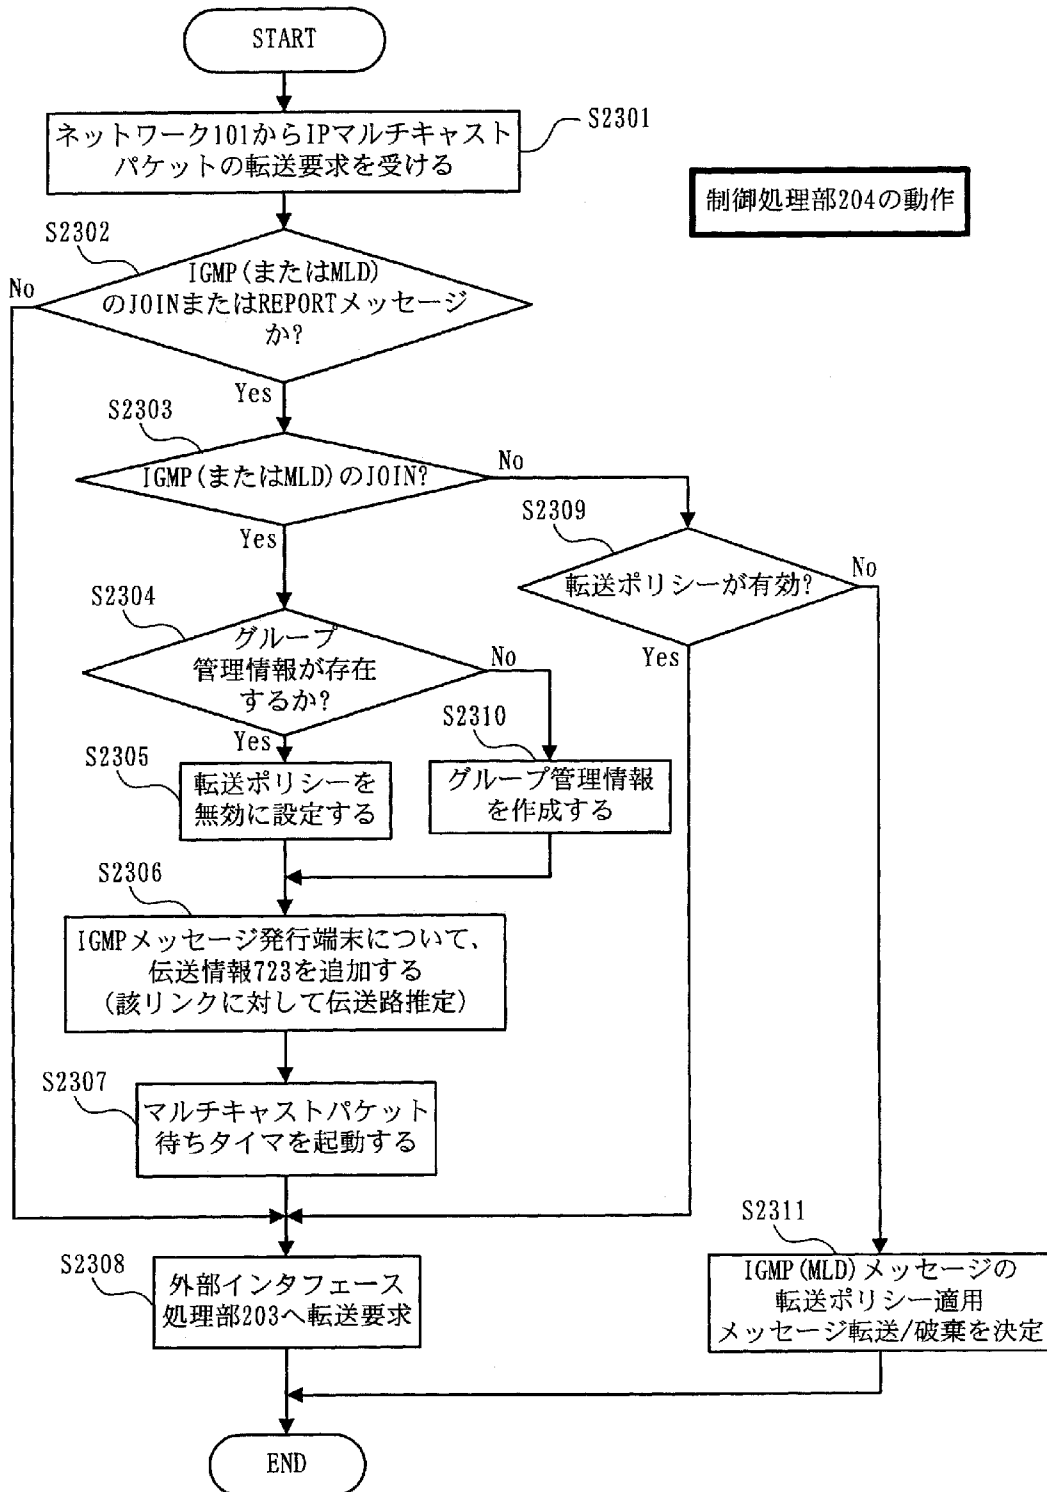 START
S2301
ネットワーク101からIPマルチキャスト
パケットの転送要求を受ける
制御処理部204の動作
S2302
No
IGMP(またはMLD)
のJOINまたはREPORTメッセージ
か?
Yes
S2303
IGMP(またはMLD)のJOIN?
No
Yes
S2309
転送ポリシーが有効?
No
Yes
S2304
グループ
管理情報が存在
するか?
No
Yes
S2310
グループ管理情報
を作成する
S2305
転送ポリシーを
無効に設定する
S2306
IGMPメッセージ発行端末について、
伝送情報723を追加する
(該リンクに対して伝送路推定)
S2307
マルチキャストパケット
待ちタイマを起動する
S2308
外部インタフェース
処理部203へ転送要求
S2311
IGMP(MLD)メッセージの
転送ポリシー適用
メッセージ転送/破棄を決定
END